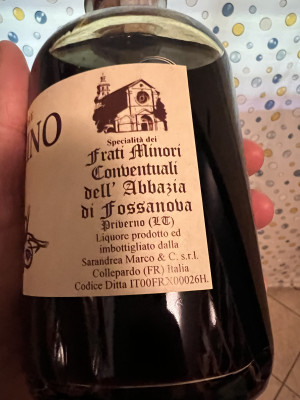 INO
Specialità dei
Frati Minori
Conventuali
dell' Abbazia
di Fossanova
Priverno (LT)
Liquore prodotto ed
imbottigliato dalla
Sarandrea Marco & C. s.r.l.
Collepardo (FR) Italia
Codice Ditta IT00FRX00026H.